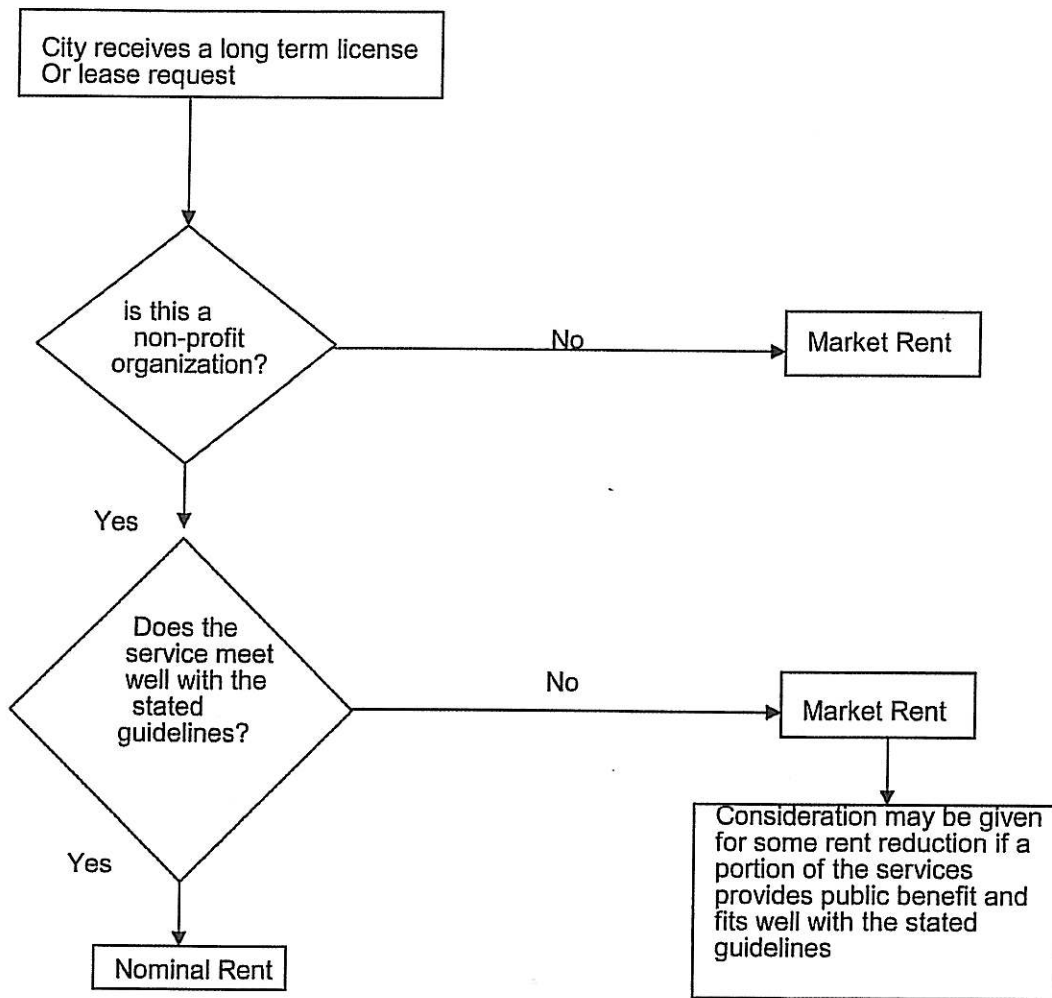 City receives a long term license
Or lease request
is this a
non-profit
organization?
No
Market Rent
Yes
Does the
service meet
well with the
stated
guidelines?
No
Market Rent
Consideration may be given
for some rent reduction if a
portion of the services
provides public benefit and
fits well with the stated
guidelines
Yes
Nominal Rent